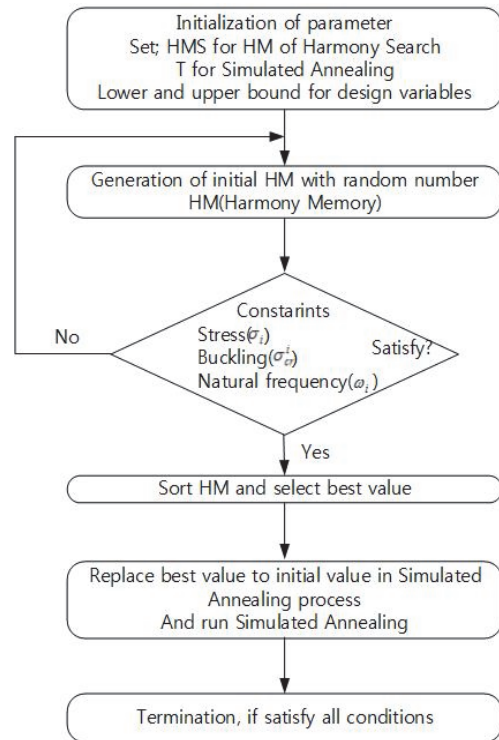 Initialization of parameter
Set; HMS for HM of Harmony Search
T for Simulated Annealing
Lower and upper bound for design variables
Generation of initial HM with random number
HM(Harmony Memory)
Constarints
Stress(σᵢ)
Buckling(σᶦ꜀ᵣ)
Natural frequency(ωᵢ)
Satisfy?
No
Yes
Sort HM and select best value
Replace best value to initial value in Simulated
Annealing process
And run Simulated Annealing
Termination, if satisfy all conditions